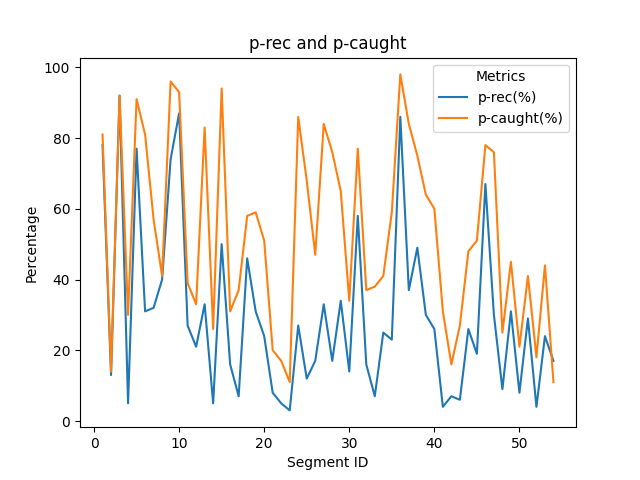 p-rec and p-caught
Metrics
p-rec(%)
p-caught(%)
Percentage
100
80
60
40
20
0
0 10 20 30 40 50
Segment ID